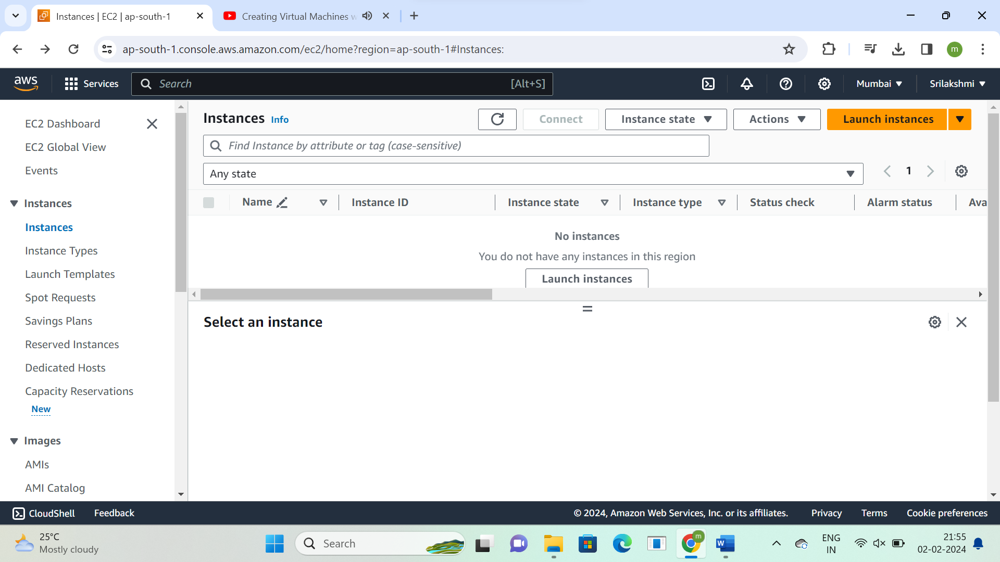 Instances | EC2 | ap-south-1
Creating Virtual Machines w
ap-south-1.console.aws.amazon.com/ec2/home?region=ap-south-1#Instances:
m
aws
Services
Search
[Alt+S]
Mumbai
Srilakshmi
EC2 Dashboard
EC2 Global View
Events
Instances
Instances
Instance Types
Launch Templates
Spot Requests
Savings Plans
Reserved Instances
Dedicated Hosts
Capacity Reservations
New
Images
AMIs
AMI Catalog
Instances Info
Connect
Instance state
Actions
Launch instances
Find Instance by attribute or tag (case-sensitive)
Any state
1
Name
Instance ID
Instance state
Instance type
Status check
Alarm status
Ava
No instances
You do not have any instances in this region
Launch instances
Select an instance
CloudShell
Feedback
© 2024, Amazon Web Services, Inc. or its affiliates.
Privacy
Terms
Cookie preferences
25°C
Mostly cloudy
Search
m
W
ENG
IN
21:55
02-02-2024